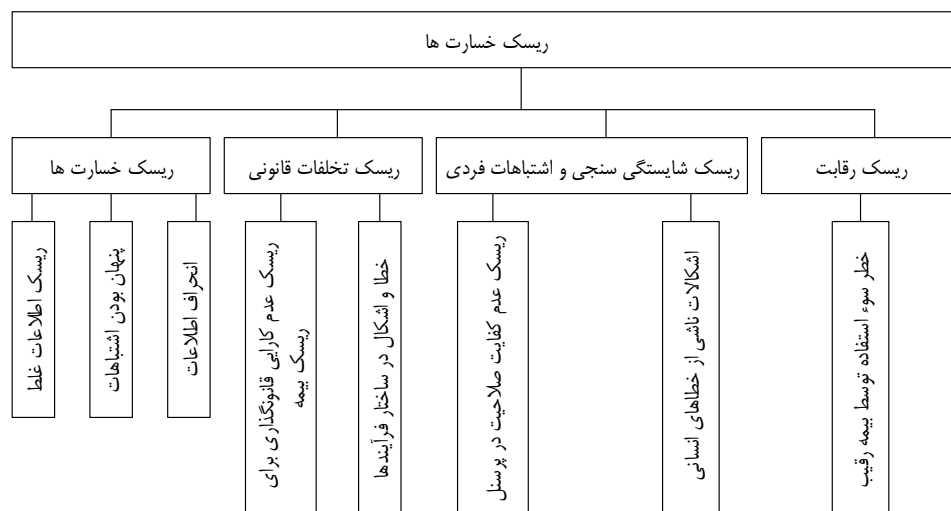 ریسک خسارت ها
ریسک رقابت
ریسک شایستگی سنجی و اشتباهات فردی
ریسک تخلفات قانونی
ریسک خسارت ها
خطر سوء استفاده توسط بیمه رقیب
اشکالات ناشی از خطاهای انسانی
ریسک عدم کفایت صلاحیت در پرسنل
خطا و اشکال در ساختار فرآیندها
ریسک عدم کارایی قانونگذاری برای
ریسک بیمه
انحراف اطلاعات
پنهان بودن اشتباهات
ریسک اطلاعات غلط